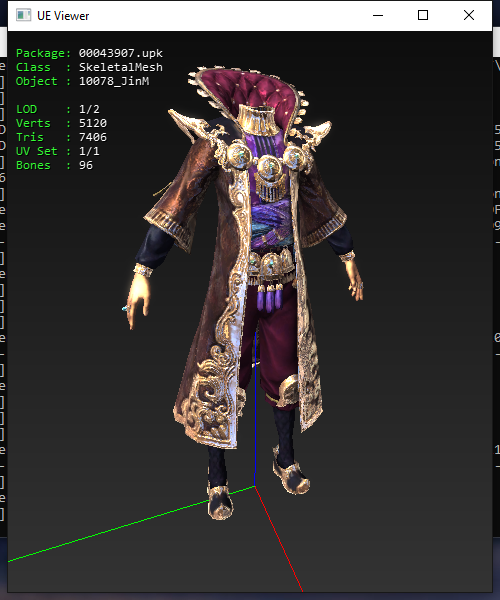 UE Viewer
Package: 00043907.upk
Class : SkeletalMesh
Object : 10078_JinM
LOD : 1/2
Verts : 5120
Tris : 7406
UV Set : 1/1
Bones : 96